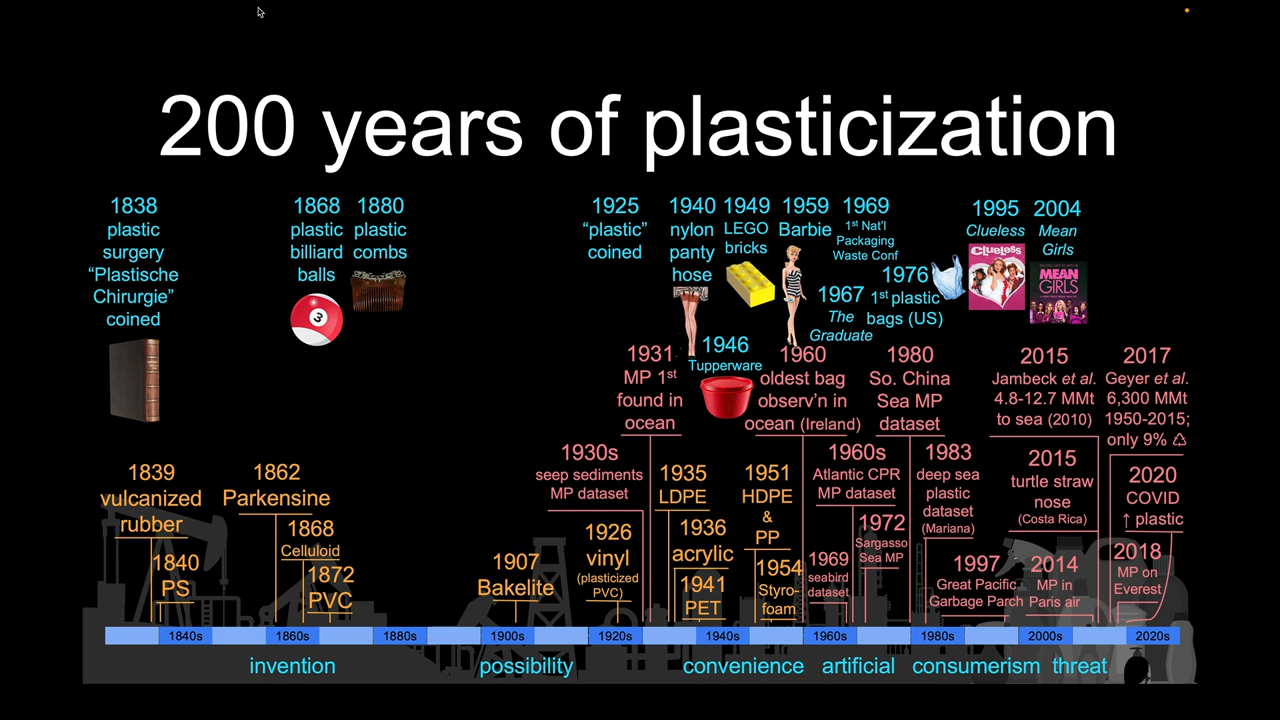 200 years of plasticization
1838
plastic
surgery
“Plastische
Chirurgie”
coined
1868
plastic
billiard
balls
3
1880
plastic
combs
1925
“plastic”
coined
1940
nylon
panty
hose
1949
LEGO
bricks
1959
Barbie
1969
1st Nat’l
Packaging
Waste Conf
1976
1st plastic
bags (US)
1967
The
Graduate
1995
Clueless
CLUELESS
2004
Mean
Girls
MEAN
GIRLS
1946
Tupperware
1931
MP 1st
found in
ocean
1960
oldest bag
observ’n in
ocean (Ireland)
1980
So. China
Sea MP
dataset
2015
Jambeck et al.
4.8-12.7 MMt
to sea (2010)
2017
Geyer et al.
6,300 MMt
1950-2015;
only 9% ♺
1930s
seep sediments
MP dataset
1960s
Atlantic CPR
MP dataset
1983
deep sea
plastic
dataset
(Mariana)
2015
turtle straw
nose
(Costa Rica)
2020
COVID
↑ plastic
1839
vulcanized
rubber
1862
Parkensine
1935
LDPE
1951
HDPE
&
PP
1868
Celluloid
1926
vinyl
(plasticized
PVC)
1936
acrylic
1972
Sargasso
Sea MP
1840
PS
1872
PVC
1907
Bakelite
1941
PET
1954
Styro-
foam
1969
seabird
dataset
1997
Great Pacific
Garbage Parch
2014
MP in
Paris air
2018
MP on
Everest
1840s 1860s 1880s 1900s 1920s 1940s 1960s 1980s 2000s 2020s
invention possibility convenience artificial consumerism threat